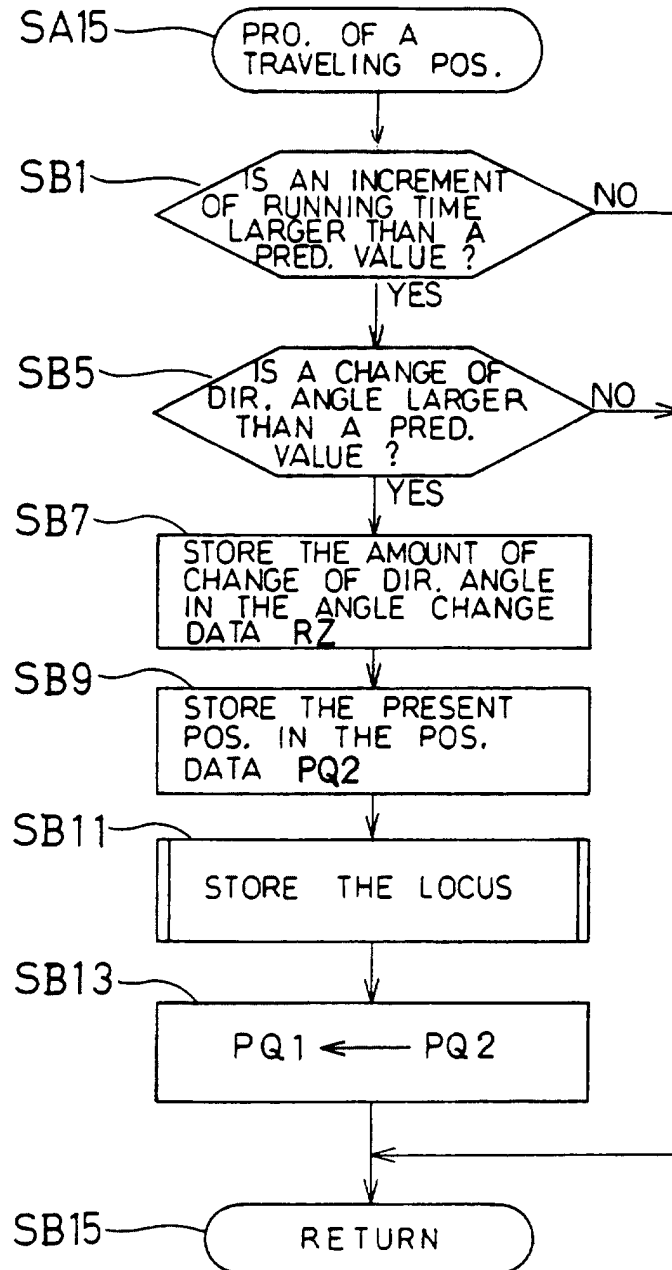 SA15
PRO. OF A
TRAVELING POS.
SB1
IS AN INCREMENT
OF RUNNING TIME
LARGER THAN A
PRED. VALUE ?
NO
YES
SB5
IS A CHANGE OF
DIR. ANGLE LARGER
THAN A PRED.
VALUE ?
NO
YES
SB7
STORE THE AMOUNT OF
CHANGE OF DIR. ANGLE
IN THE ANGLE CHANGE
DATA RZ
SB9
STORE THE PRESENT
POS. IN THE POS.
DATA PQ2
SB11
STORE THE LOCUS
SB13
PQ1 ← PQ2
SB15
RETURN